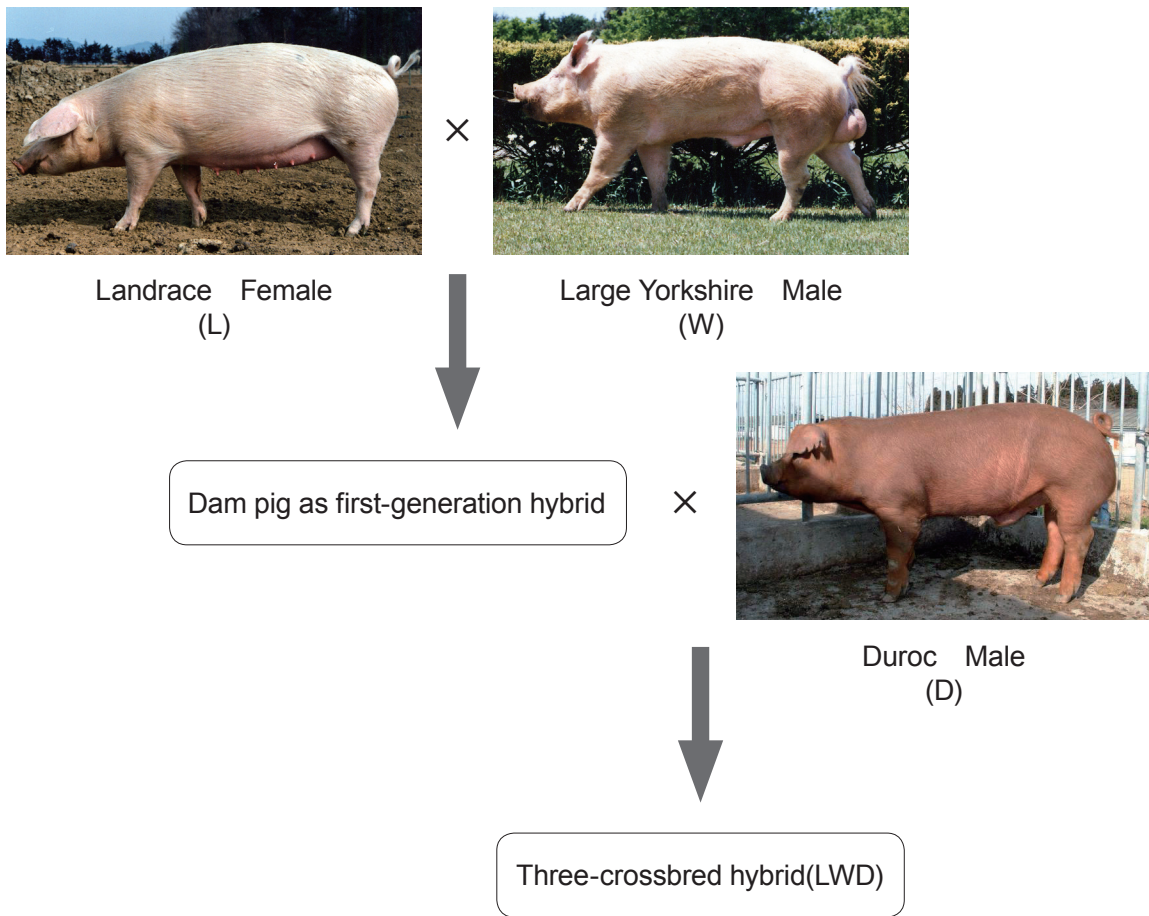 ×
Landrace Female
(L)
Large Yorkshire Male
(W)
Dam pig as first-generation hybrid
×
Duroc Male
(D)
Three-crossbred hybrid(LWD)